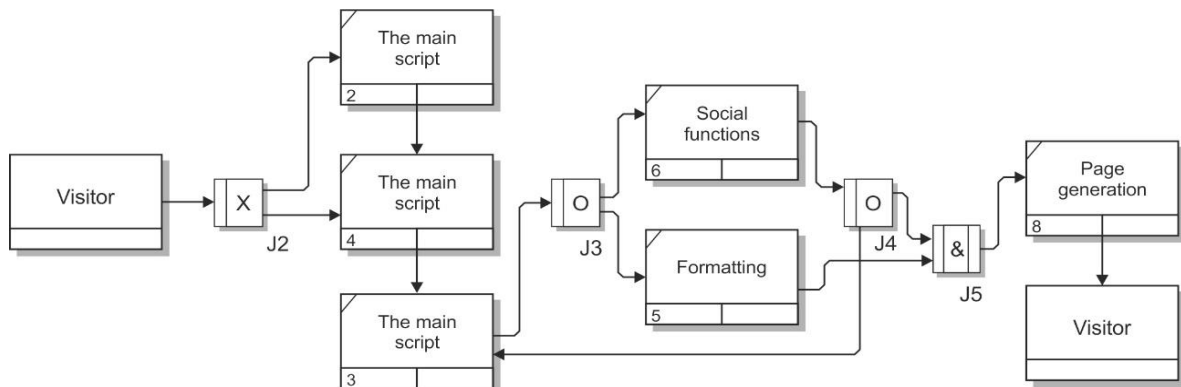 The main
script
2
Visitor
X
J2
The main
script
4
The main
script
3
O
J3
Social
functions
6
Formatting
5
O
J4
&
J5
Page
generation
8
Visitor